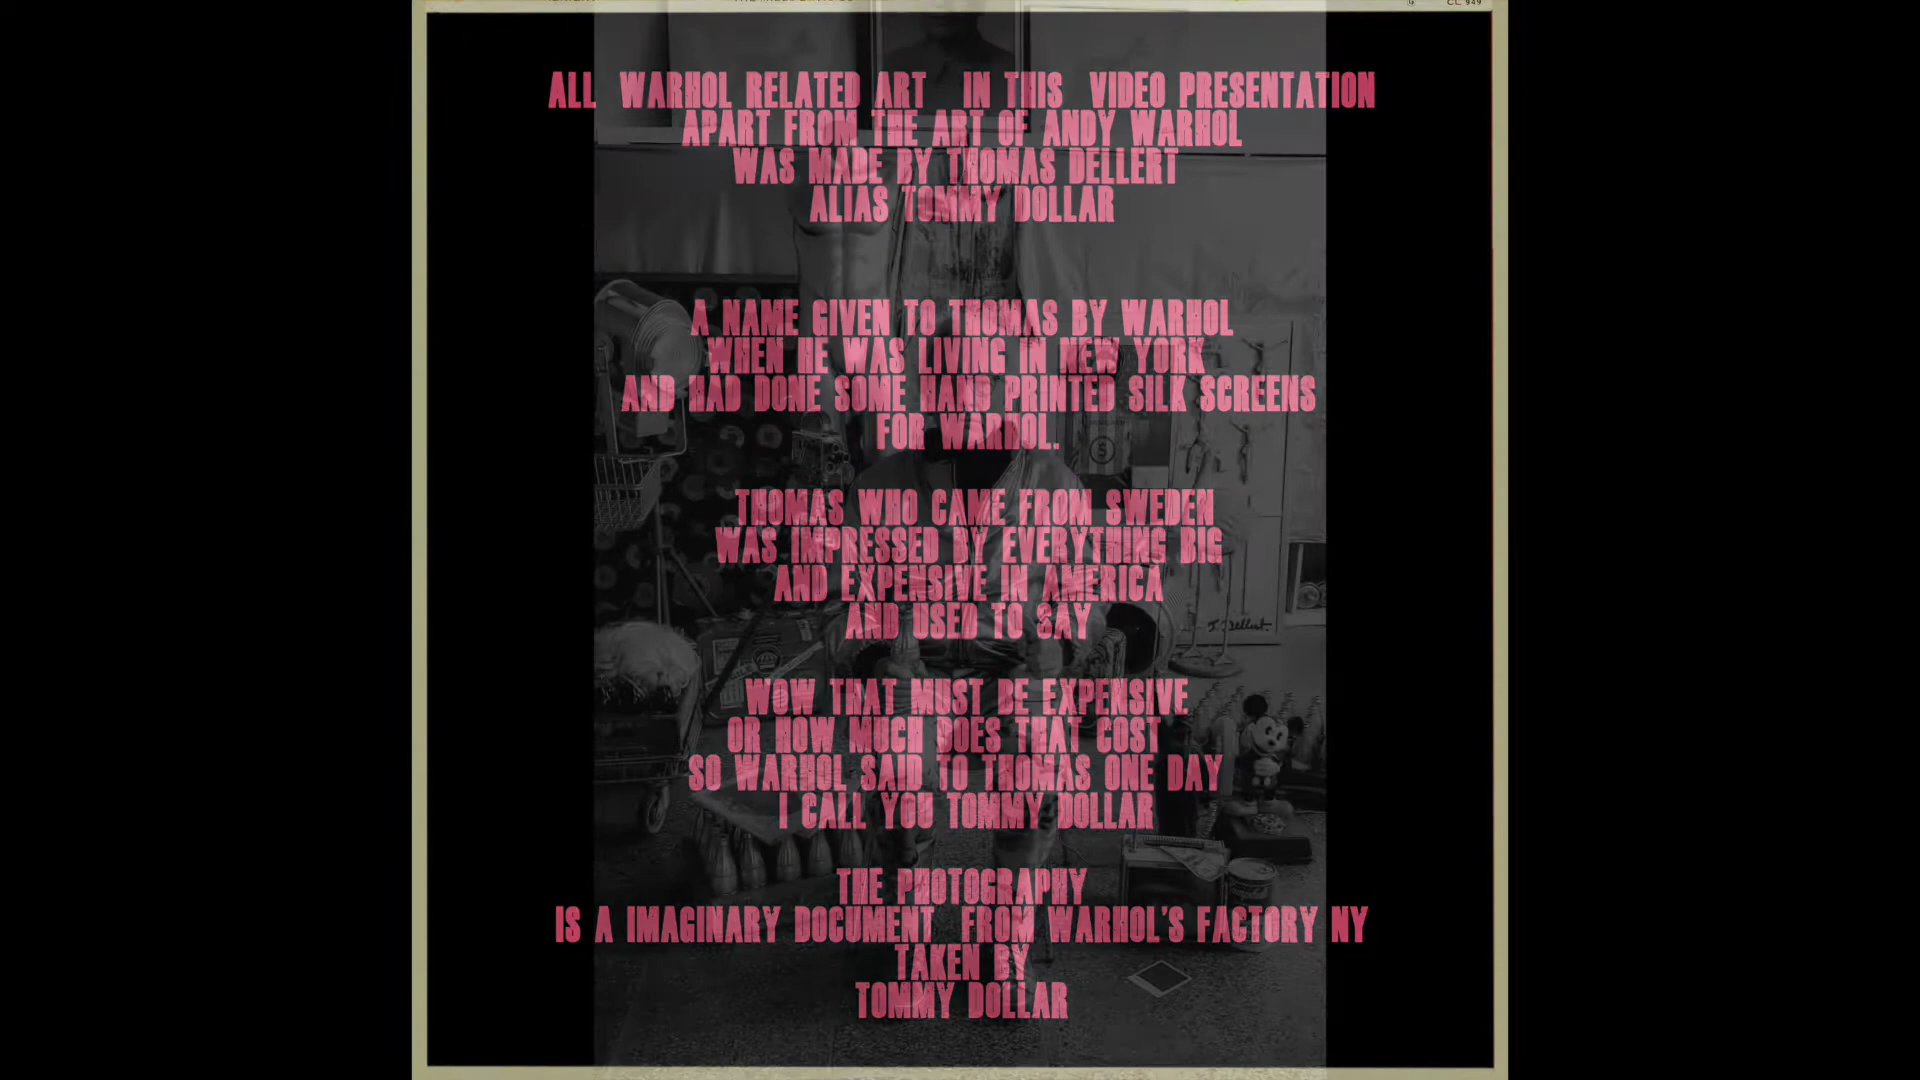 CL 949
ALL WARHOL RELATED ART IN THIS VIDEO PRESENTATION
APART FROM THE ART OF ANDY WARHOL
WAS MADE BY THOMAS DELLERT
ALIAS TOMMY DOLLAR
A NAME GIVEN TO THOMAS BY WARHOL
WHEN HE WAS LIVING IN NEW YORK
AND HAD DONE SOME HAND PRINTED SILK SCREENS
FOR WARHOL.
THOMAS WHO CAME FROM SWEDEN
WAS IMPRESSED BY EVERYTHING BIG
AND EXPENSIVE IN AMERICA
AND USED TO SAY
T. Dellert.
WOW THAT MUST BE EXPENSIVE
OR HOW MUCH DOES THAT COST
SO WARHOL SAID TO THOMAS ONE DAY
I CALL YOU TOMMY DOLLAR
THE PHOTOGRAPHY
IS A IMAGINARY DOCUMENT FROM WARHOL'S FACTORY NY
TAKEN BY
TOMMY DOLLAR